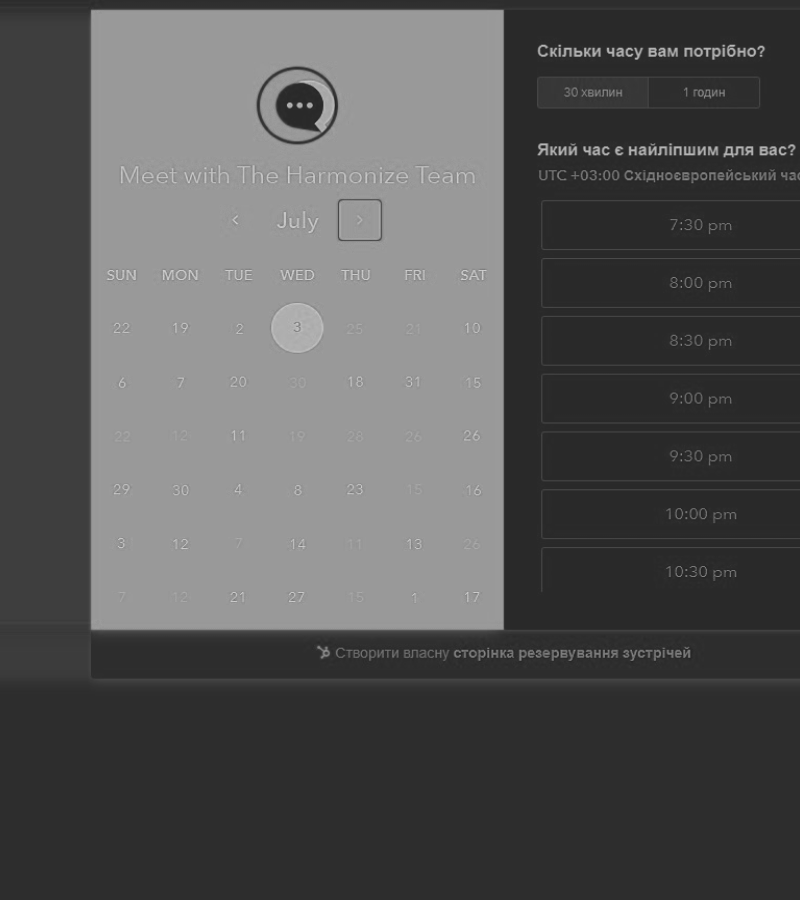 Meet with The Harmonize Team
July
SUN MON TUE WED THU FRI SAT
22 19 2 3 25 21 10
6 7 20 30 18 31 15
22 12 11 19 28 26 26
29 30 4 8 23 15 16
3 12 7 14 11 13 26
7 12 21 27 15 1 17
Скільки часу вам потрібно?
30 хвилин 1 годин
Який час є найліпшим для вас?
UTC +03:00 Східноєвропейський час
7:30 pm
8:00 pm
8:30 pm
9:00 pm
9:30 pm
10:00 pm
10:30 pm
Створити власну сторінка резервування зустрічей